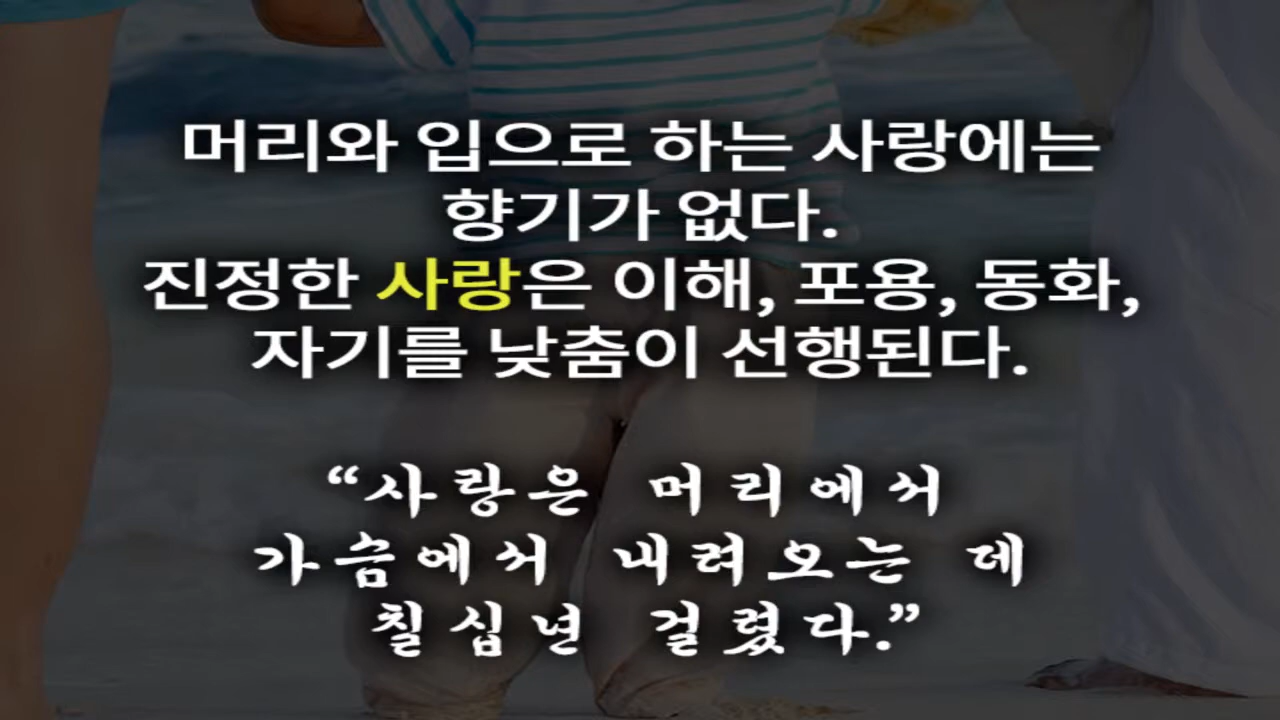 머리와 입으로 하는 사랑에는
향기가 없다.
진정한 사랑은 이해, 포용, 동화,
자기를 낮춤이 선행된다.
“사랑은 머리에서
가슴에서 내려오는 데
칠십년 걸렸다.”